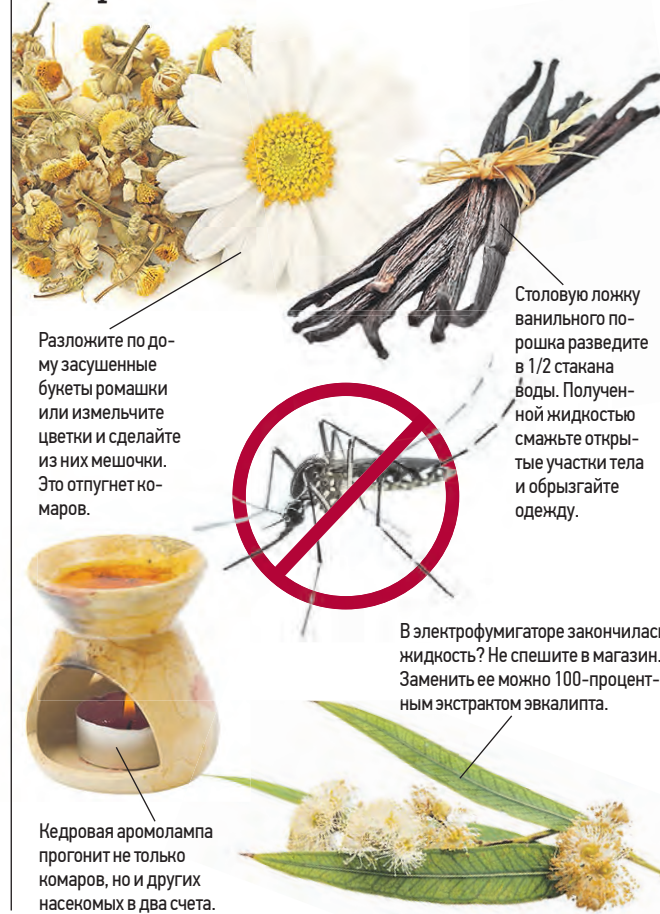 Разложите по до-
му засушенные
букеты ромашки
или измельчите
цветки и сделайте
из них мешочки.
Это отпугнет ко-
маров.
Столовую ложку
ванильного по-
рошка разведите
в 1/2 стакана
воды. Получен-
ной жидкостью
смажьте откры-
тые участки тела
и обрызгайте
одежду.
В электрофумигаторе закончилась
жидкость? Не спешите в магазин.
Заменить ее можно 100-процент-
ным экстрактом эвкалипта.
Кедровая аромолампа
прогонит не только
комаров, но и других
насекомых в два счета.